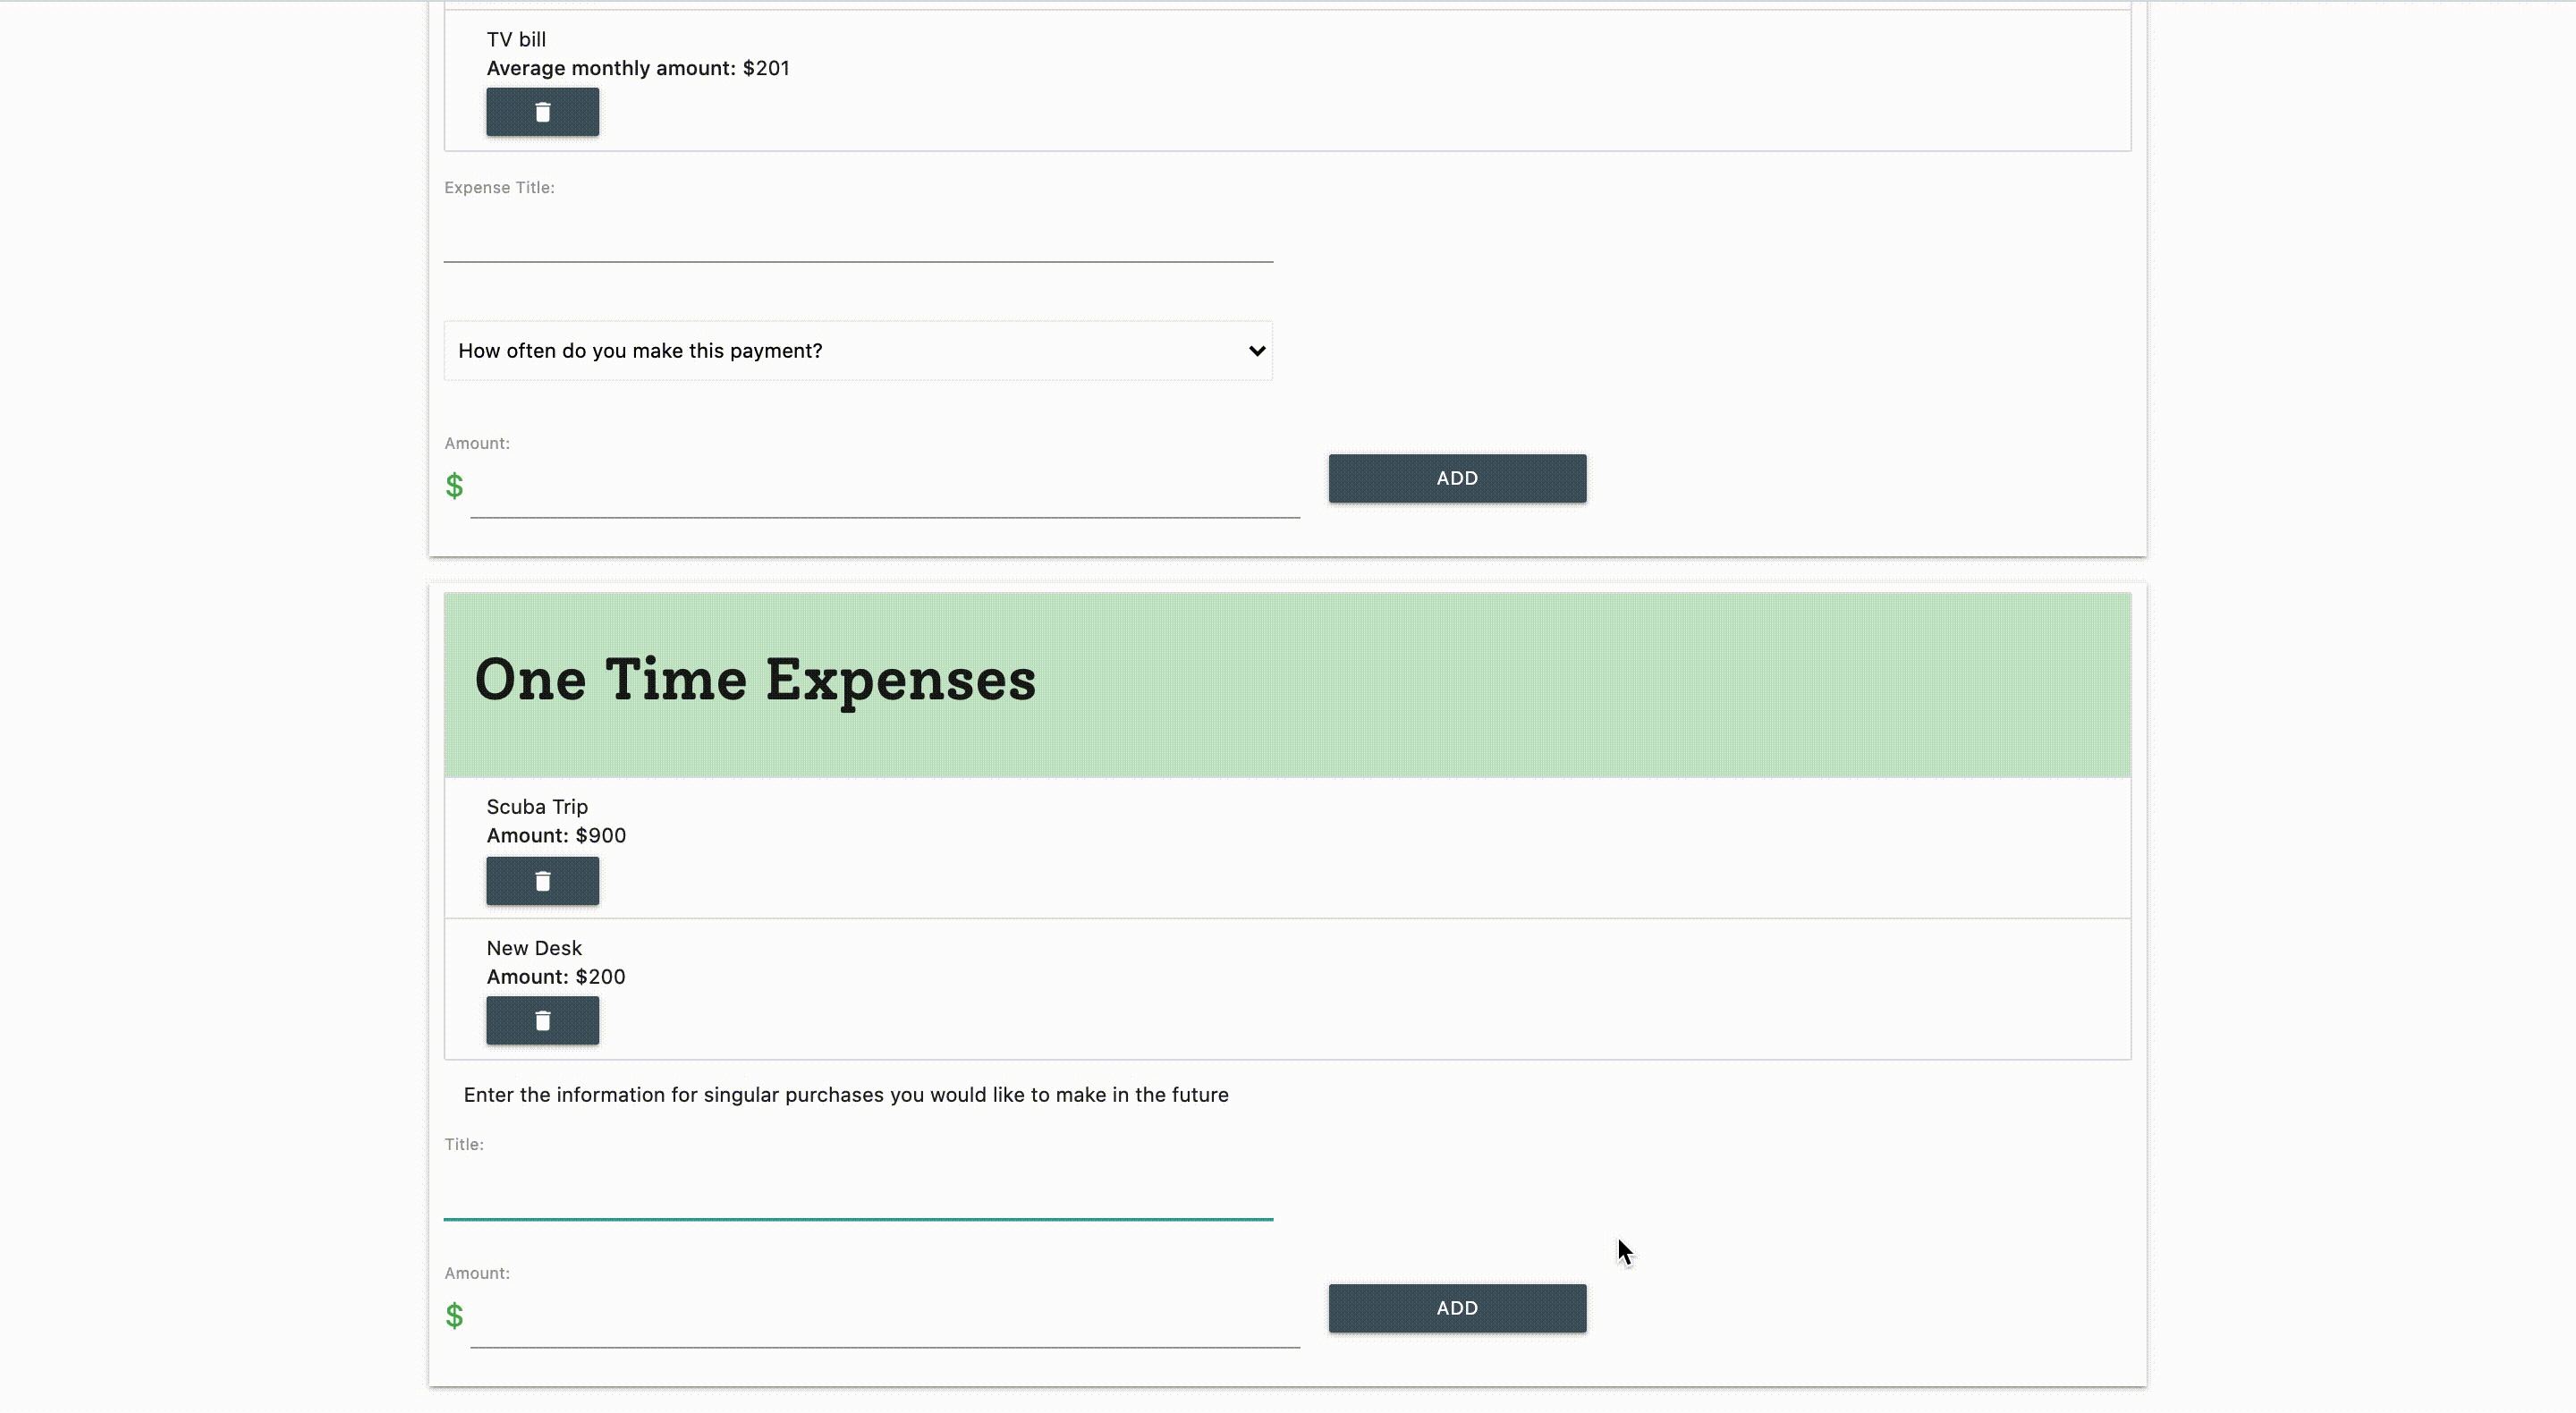 TV bill
Average monthly amount: $201
Expense Title:
How often do you make this payment?
Amount:
$
ADD
One Time Expenses
Scuba Trip
Amount: $900
New Desk
Amount: $200
Enter the information for singular purchases you would like to make in the future
Title:
Amount:
$
ADD